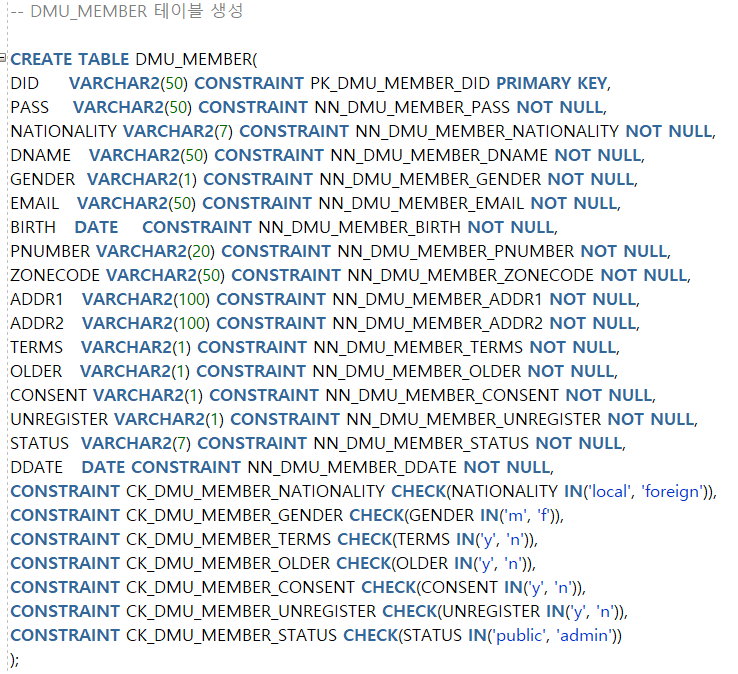 -- DMU_MEMBER 테이블 생성
CREATE TABLE DMU_MEMBER(
DID VARCHAR2(50) CONSTRAINT PK_DMU_MEMBER_DID PRIMARY KEY,
PASS VARCHAR2(50) CONSTRAINT NN_DMU_MEMBER_PASS NOT NULL,
NATIONALITY VARCHAR2(7) CONSTRAINT NN_DMU_MEMBER_NATIONALITY NOT NULL,
DNAME VARCHAR2(50) CONSTRAINT NN_DMU_MEMBER_DNAME NOT NULL,
GENDER VARCHAR2(1) CONSTRAINT NN_DMU_MEMBER_GENDER NOT NULL,
EMAIL VARCHAR2(50) CONSTRAINT NN_DMU_MEMBER_EMAIL NOT NULL,
BIRTH DATE CONSTRAINT NN_DMU_MEMBER_BIRTH NOT NULL,
PNUMBER VARCHAR2(20) CONSTRAINT NN_DMU_MEMBER_PNUMBER NOT NULL,
ZONECODE VARCHAR2(50) CONSTRAINT NN_DMU_MEMBER_ZONECODE NOT NULL,
ADDR1 VARCHAR2(100) CONSTRAINT NN_DMU_MEMBER_ADDR1 NOT NULL,
ADDR2 VARCHAR2(100) CONSTRAINT NN_DMU_MEMBER_ADDR2 NOT NULL,
TERMS VARCHAR2(1) CONSTRAINT NN_DMU_MEMBER_TERMS NOT NULL,
OLDER VARCHAR2(1) CONSTRAINT NN_DMU_MEMBER_OLDER NOT NULL,
CONSENT VARCHAR2(1) CONSTRAINT NN_DMU_MEMBER_CONSENT NOT NULL,
UNREGISTER VARCHAR2(1) CONSTRAINT NN_DMU_MEMBER_UNREGISTER NOT NULL,
STATUS VARCHAR2(7) CONSTRAINT NN_DMU_MEMBER_STATUS NOT NULL,
DDATE DATE CONSTRAINT NN_DMU_MEMBER_DDATE NOT NULL,
CONSTRAINT CK_DMU_MEMBER_NATIONALITY CHECK(NATIONALITY IN('local', 'foreign')),
CONSTRAINT CK_DMU_MEMBER_GENDER CHECK(GENDER IN('m', 'f')),
CONSTRAINT CK_DMU_MEMBER_TERMS CHECK(TERMS IN('y', 'n')),
CONSTRAINT CK_DMU_MEMBER_OLDER CHECK(OLDER IN('y', 'n')),
CONSTRAINT CK_DMU_MEMBER_CONSENT CHECK(CONSENT IN('y', 'n')),
CONSTRAINT CK_DMU_MEMBER_UNREGISTER CHECK(UNREGISTER IN('y', 'n')),
CONSTRAINT CK_DMU_MEMBER_STATUS CHECK(STATUS IN('public', 'admin'))
);